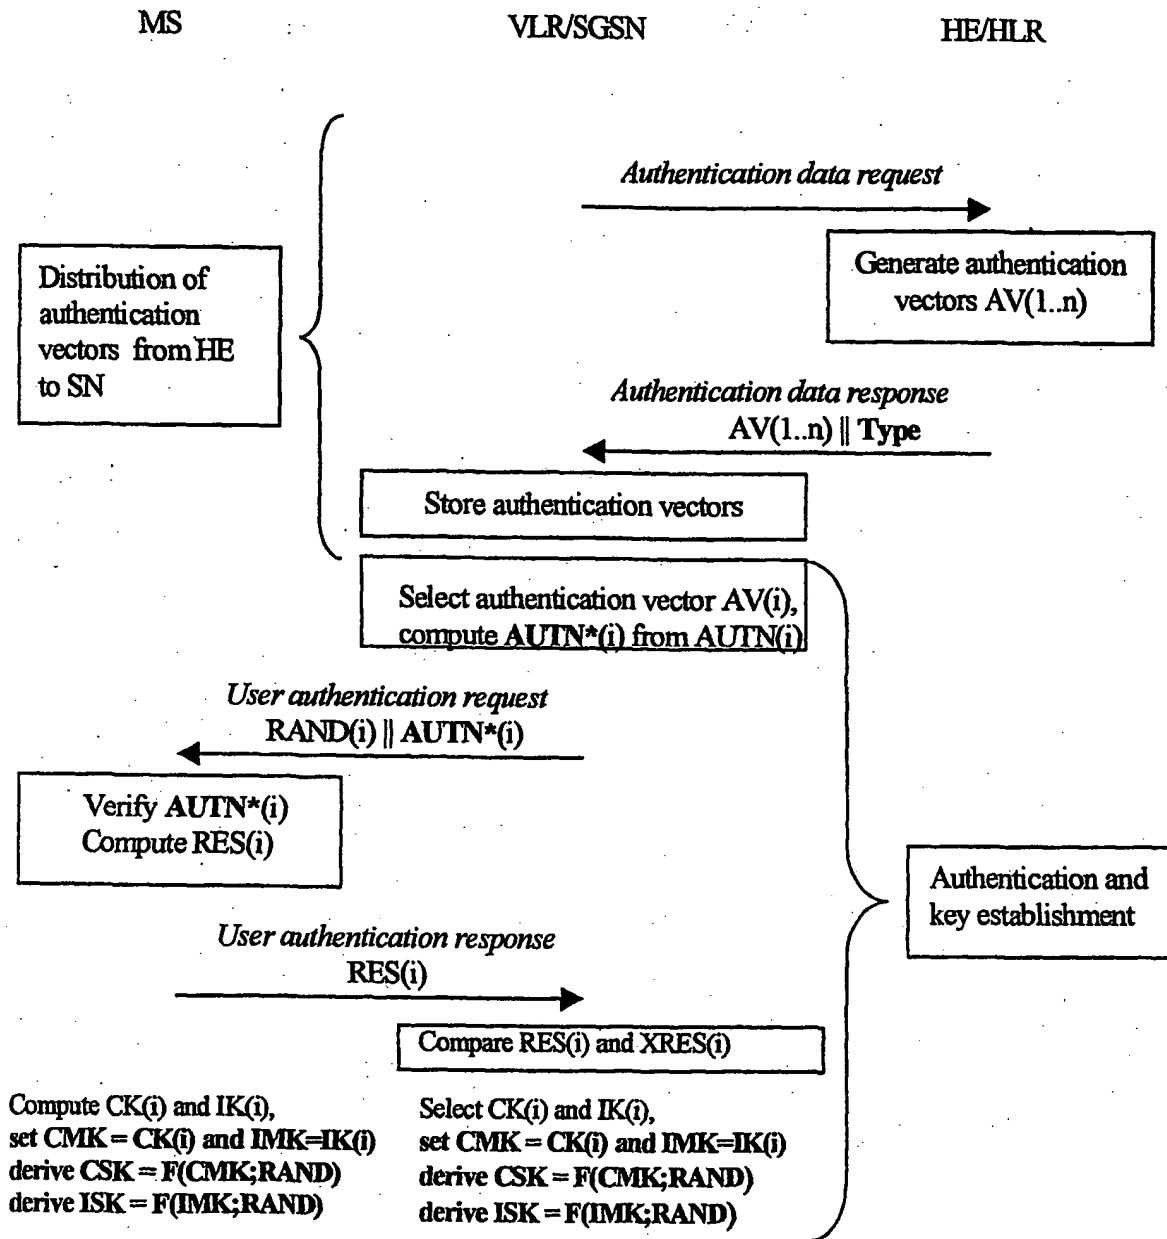 MS
VLR/SGSN
HE/HLR
Authentication data request
Generate authentication
vectors AV(1..n)
Distribution of
authentication
vectors from HE
to SN
Authentication data response
AV(1..n) || Type
Store authentication vectors
Select authentication vector AV(i),
compute AUTN*(i) from AUTN(i)
User authentication request
RAND(i) || AUTN*(i)
Verify AUTN*(i)
Compute RES(i)
Authentication and
key establishment
User authentication response
RES(i)
Compare RES(i) and XRES(i)
Compute CK(i) and IK(i),
set CMK = CK(i) and IMK=IK(i)
derive CSK = F(CMK;RAND)
derive ISK = F(IMK;RAND)
Select CK(i) and IK(i),
set CMK = CK(i) and IMK=IK(i)
derive CSK = F(CMK;RAND)
derive ISK = F(IMK;RAND)